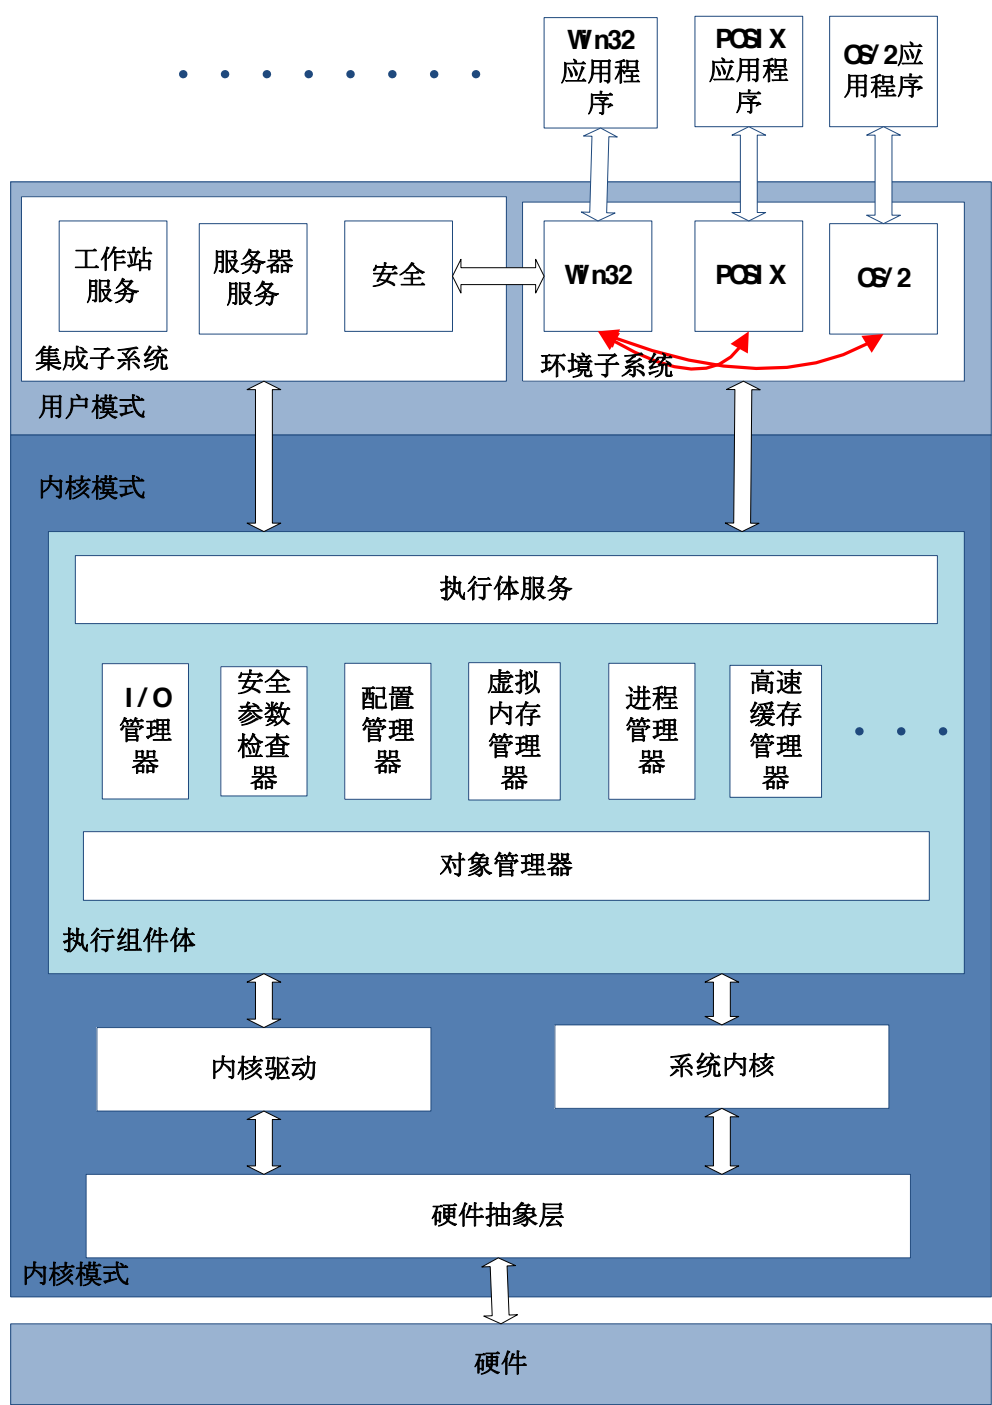 Win32
应用程
序
POSIX
应用程
序
OS/2应
用程序
工作站
服务
服务器
服务
安全
Win32
POSIX
OS/2
集成子系统
环境子系统
用户模式
内核模式
执行体服务
I/O
管理
器
安全
参数
检查
器
配置
管理
器
虚拟
内存
管理
器
进程
管理
器
高速
缓存
管理
器
对象管理器
执行组件体
内核驱动
系统内核
硬件抽象层
内核模式
硬件